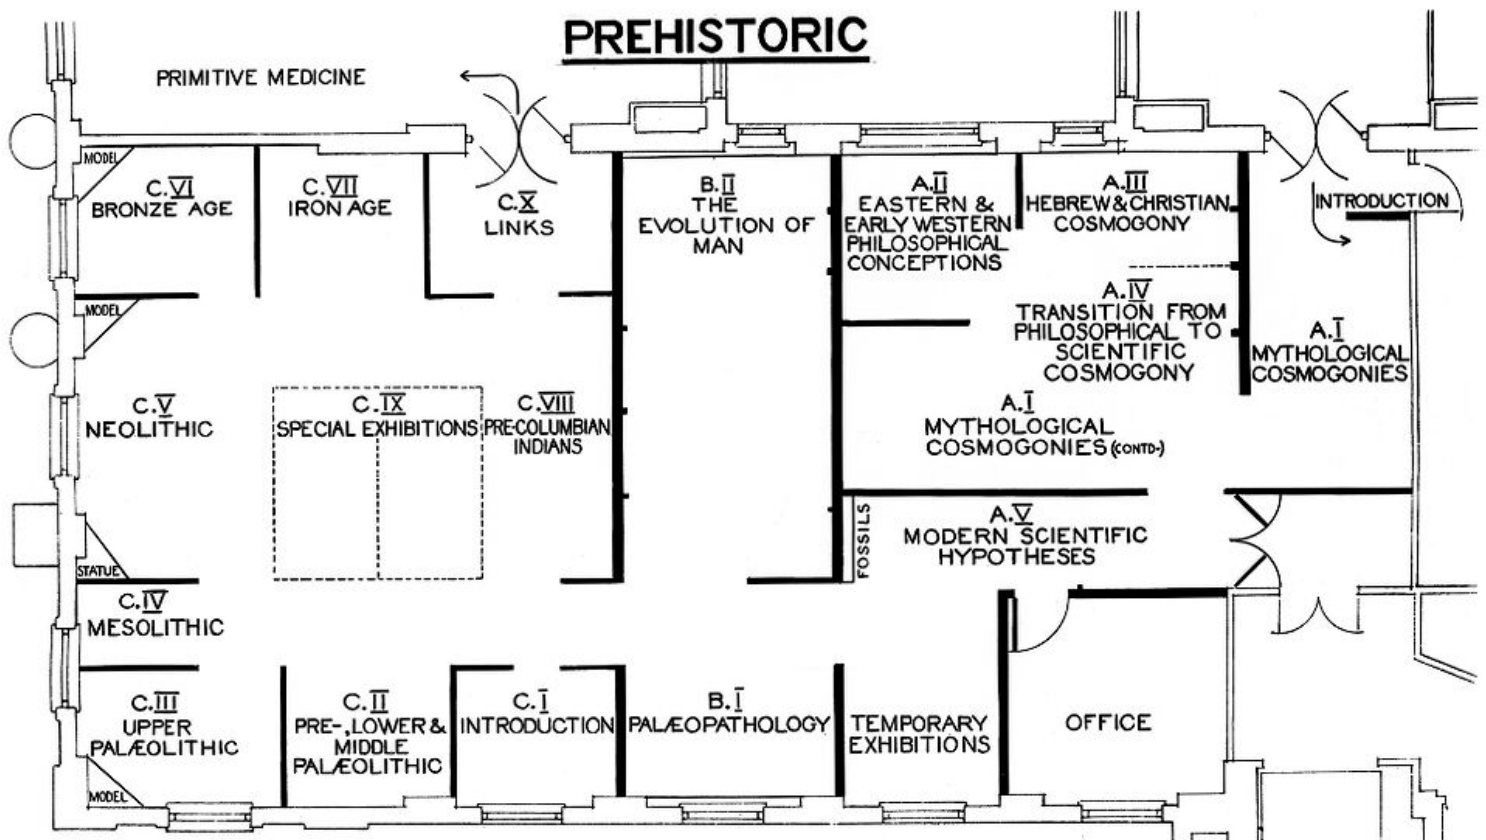 PREHISTORIC
PRIMITIVE MEDICINE
MODEL
C.VI
BRONZE AGE
C.VII
IRON AGE
C.X
LINKS
B.II
THE
EVOLUTION OF
MAN
A.II
EASTERN &
EARLY WESTERN
PHILOSOPHICAL
CONCEPTIONS
A.III
HEBREW & CHRISTIAN
COSMOGONY
INTRODUCTION
A.IV
TRANSITION FROM
PHILOSOPHICAL TO
SCIENTIFIC
COSMOGONY
A.I
MYTHOLOGICAL
COSMOGONIES
MODEL
C.V
NEOLITHIC
C.IX
SPECIAL EXHIBITIONS
C.VIII
PRE-COLUMBIAN
INDIANS
A.I
MYTHOLOGICAL
COSMOGONIES (CONTD-)
STATUE
FOSSILS
A.V
MODERN SCIENTIFIC
HYPOTHESES
C.IV
MESOLITHIC
C.III
UPPER
PALÆOLITHIC
MODEL
C.II
PRE-, LOWER &
MIDDLE
PALÆOLITHIC
C.I
INTRODUCTION
B.I
PALÆOPATHOLOGY
TEMPORARY
EXHIBITIONS
OFFICE